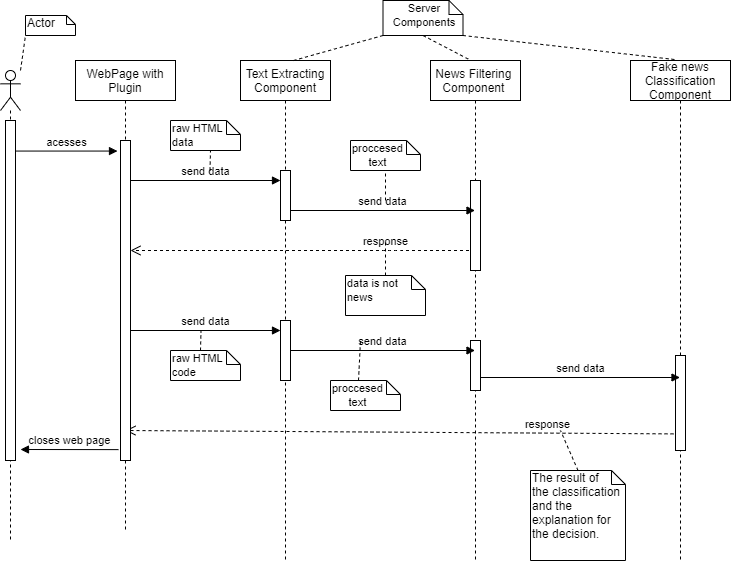 Server
Components
Actor
WebPage with
Plugin
Text Extracting
Component
News Filtering
Component
Fake news
Classification
Component
raw HTML
data
acesses
proccesed
text
send data
send data
response
data is not
news
send data
send data
raw HTML
code
send data
proccesed
text
response
closes web page
The result of
the classification
and the
explanation for
the decision.